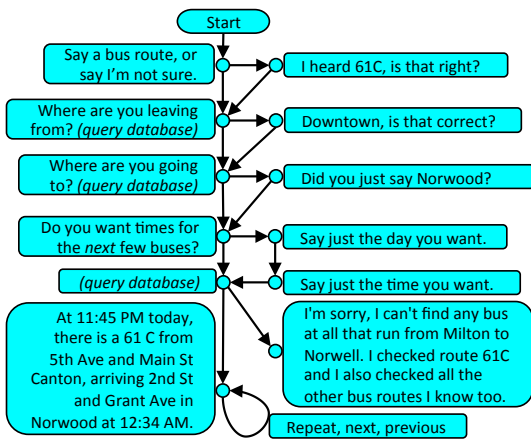 Start
Say a bus route, or
say I'm not sure.
I heard 61C, is that right?
Where are you leaving
from? (query database)
Downtown, is that correct?
Where are you going
to? (query database)
Did you just say Norwood?
Do you want times for
the next few buses?
Say just the day you want.
(query database)
Say just the time you want.
At 11:45 PM today,
there is a 61 C from
5th Ave and Main St
Canton, arriving 2nd St
and Grant Ave in
Norwood at 12:34 AM.
I'm sorry, I can't find any bus
at all that run from Milton to
Norwell. I checked route 61C
and I also checked all the
other bus routes I know too.
Repeat, next, previous